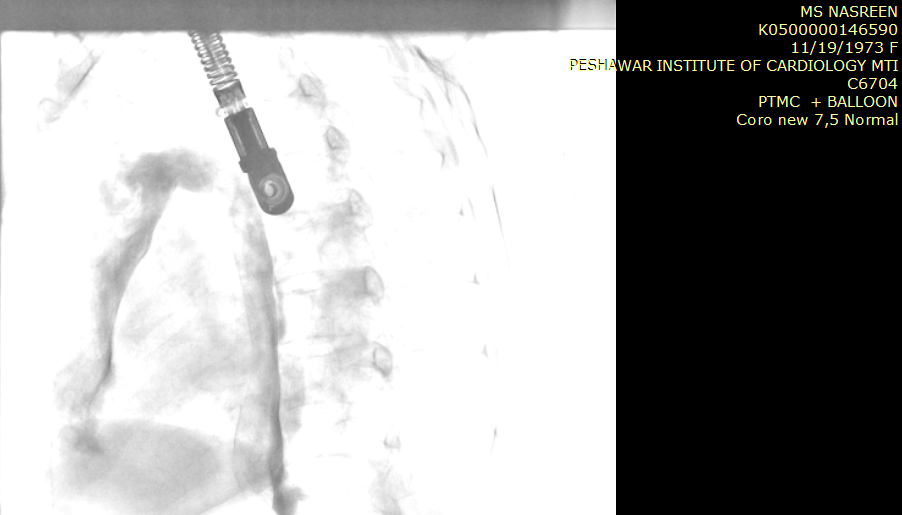 MS NASREEN
K0500000146590
11/19/1973 F
PESHAWAR INSTITUTE OF CARDIOLOGY MTI
C6704
PTMC + BALLOON
Coro new 7,5 Normal